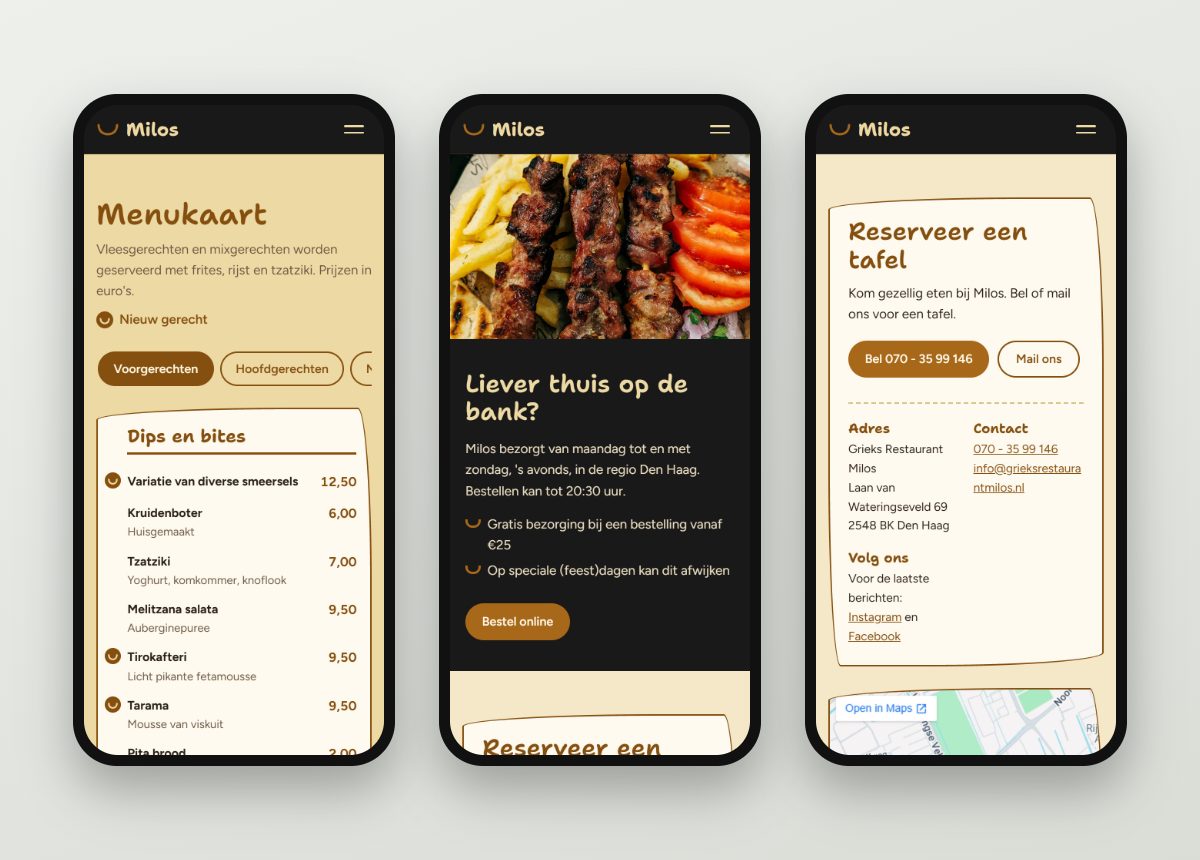 Milos
Menukaart
Vleesgerechten en mixgerechten worden
geserveerd met frites, rijst en tzatziki. Prijzen in
euro's.
Nieuw gerecht
Voorgerechten
Hoofdgerechten
Dips en bites
Variatie van diverse smeersels 12,50
Kruidenboter 6,00
Huisgemaakt
Tzatziki 7,00
Yoghurt, komkommer, knoflook
Melitzana salata 9,50
Auberginepuree
Tirokafteri 9,50
Licht pikante fetamousse
Tarama 9,50
Mousse van viskuit
Pita brood 2,00
Milos
Liever thuis op de
bank?
Milos bezorgt van maandag tot en met
zondag, 's avonds, in de regio Den Haag.
Bestellen kan tot 20:30 uur.
Gratis bezorging bij een bestelling vanaf
€25
Op speciale (feest)dagen kan dit afwijken
Bestel online
Reserveer een
Milos
Reserveer een
tafel
Kom gezellig eten bij Milos. Bel of mail
ons voor een tafel.
Bel 070 - 35 99 146
Mail ons
Adres
Grieks Restaurant
Milos
Laan van
Wateringseveld 69
2548 BK Den Haag
Contact
070 - 35 99 146
info@grieksrestaura
ntmilos.nl
Volg ons
Voor de laatste
berichten:
Instagram en
Facebook
Open in Maps